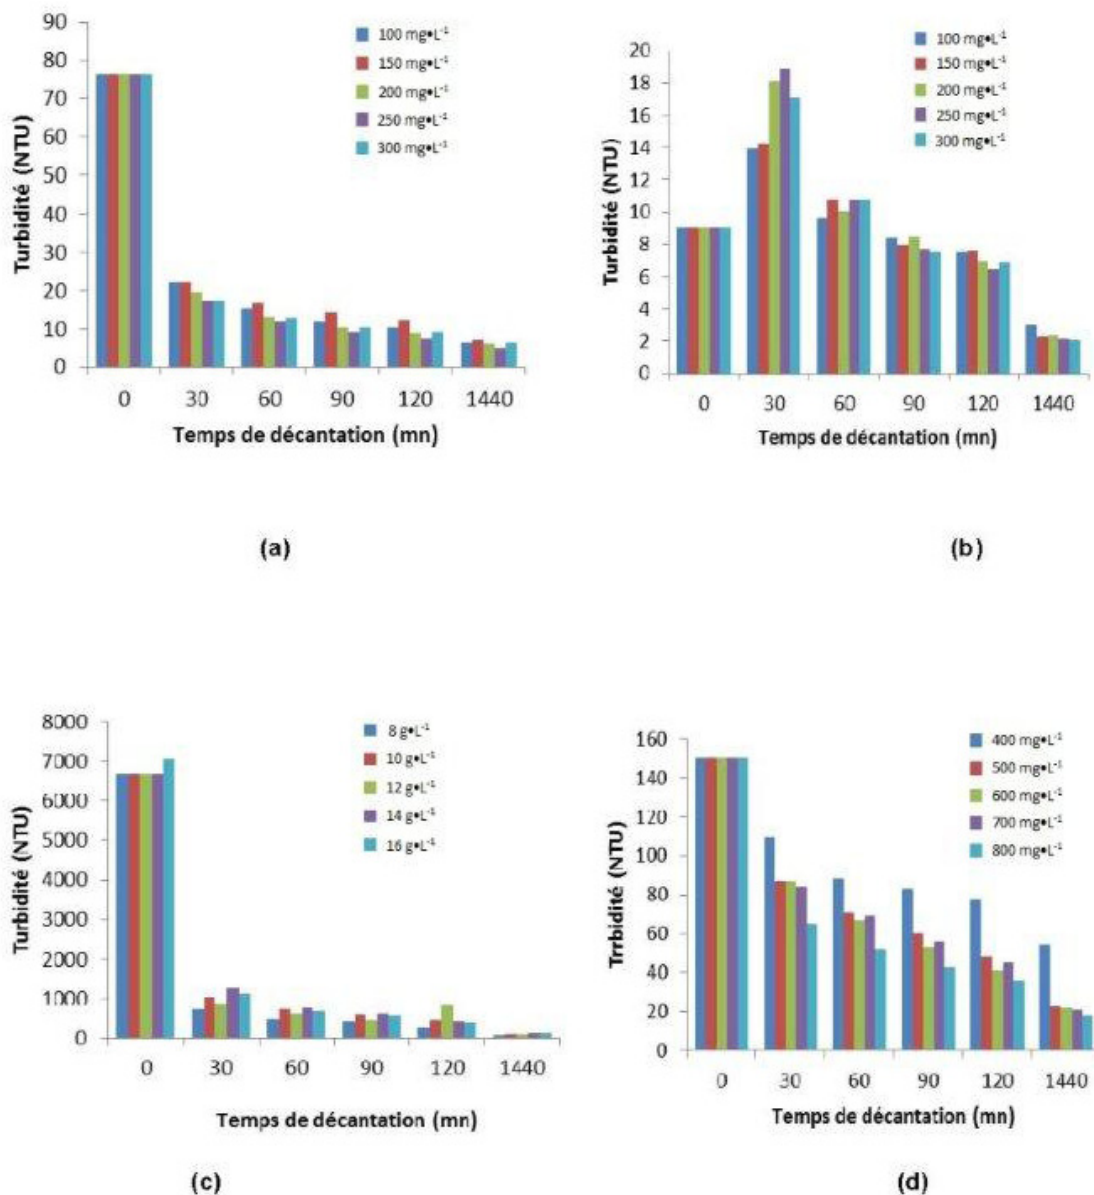 90
80
70
60
50
40
30
20
10
0
Turbidité (NTU)
100 mg•L-1
150 mg•L-1
200 mg•L-1
250 mg•L-1
300 mg•L-1
0 30 60 90 120 1440
Temps de décantation (mn)
(a)
20
18
16
14
12
10
8
6
4
2
0
Turbidité (NTU)
100 mg•L-1
150 mg•L-1
200 mg•L-1
250 mg•L-1
300 mg•L-1
0 30 60 90 120 1440
Temps de décantation (mn)
(b)
8000
7000
6000
5000
4000
3000
2000
1000
0
Turbidité (NTU)
8 g•L-1
10 g•L-1
12 g•L-1
14 g•L-1
16 g•L-1
0 30 60 90 120 1440
Temps de décantation (mn)
(c)
160
140
120
100
80
60
40
20
0
Trrbidité (NTU)
400 mg•L-1
500 mg•L-1
600 mg•L-1
700 mg•L-1
800 mg•L-1
0 30 60 90 120 1440
Temps de décantation (mn)
(d)